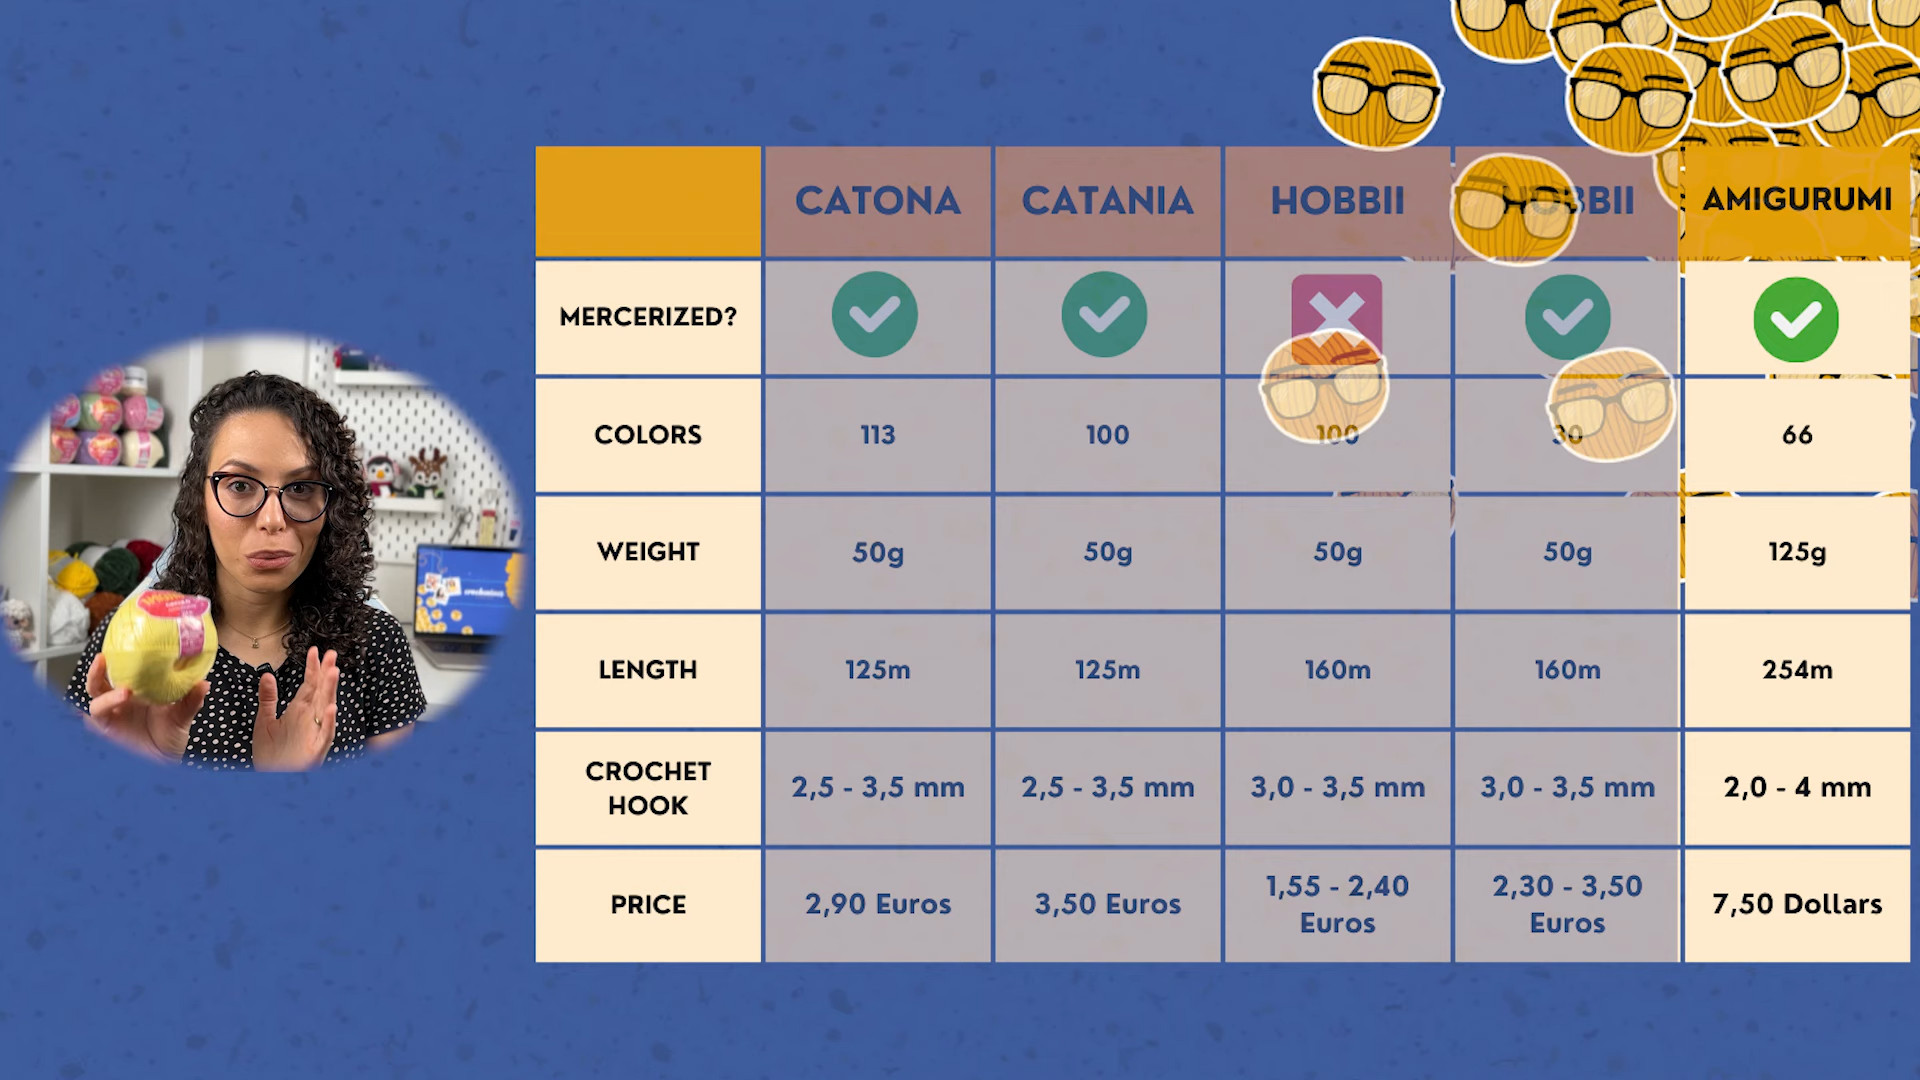 CATONA CATANIA HOBBII HOBBII AMIGURUMI
MERCERIZED?
COLORS 113 100 100 30 66
WEIGHT 50g 50g 50g 50g 125g
LENGTH 125m 125m 160m 160m 254m
CROCHET
HOOK 2,5 - 3,5 mm 2,5 - 3,5 mm 3,0 - 3,5 mm 3,0 - 3,5 mm 2,0 - 4 mm
PRICE 2,90 Euros 3,50 Euros 1,55 - 2,40
Euros 2,30 - 3,50
Euros 7,50 Dollars